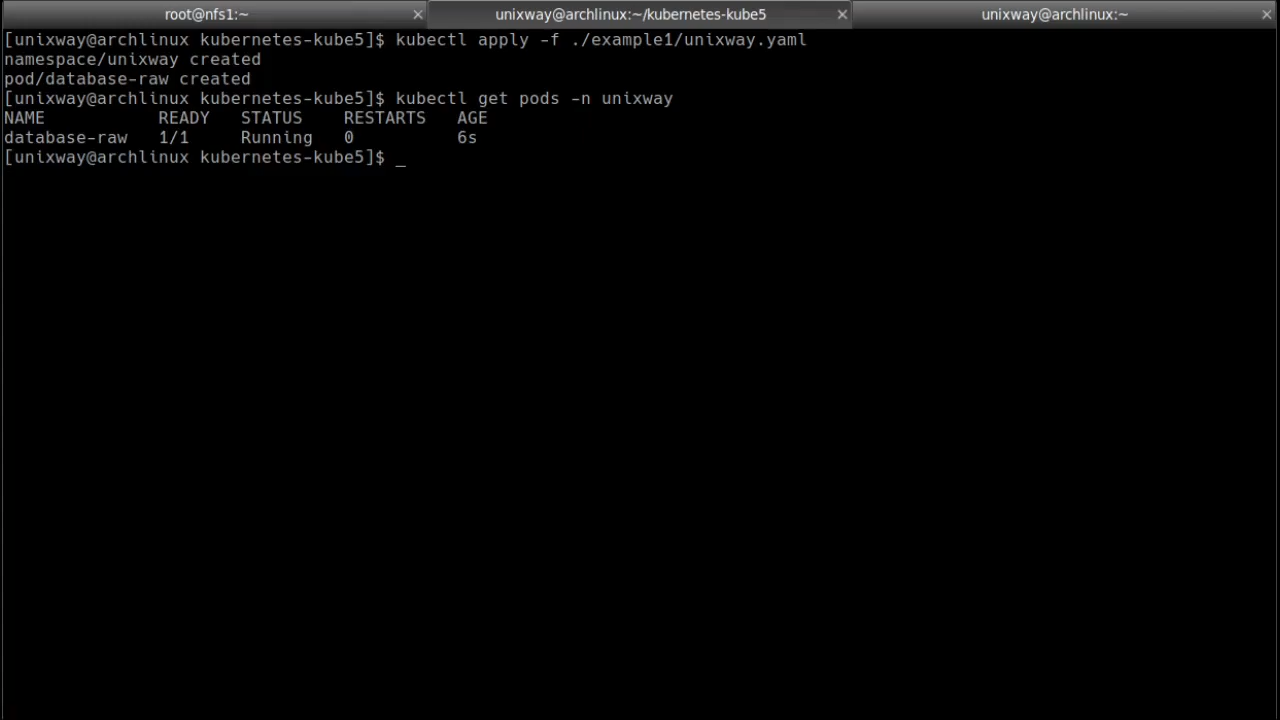 root@nfs1:~ × unixway@archlinux:~/kubernetes-kube5 × unixway@archlinux:~ ×
[unixway@archlinux kubernetes-kube5]$ kubectl apply -f ./example1/unixway.yaml
namespace/unixway created
pod/database-raw created
[unixway@archlinux kubernetes-kube5]$ kubectl get pods -n unixway
NAME           READY   STATUS    RESTARTS   AGE
database-raw   1/1     Running   0          6s
[unixway@archlinux kubernetes-kube5]$ _